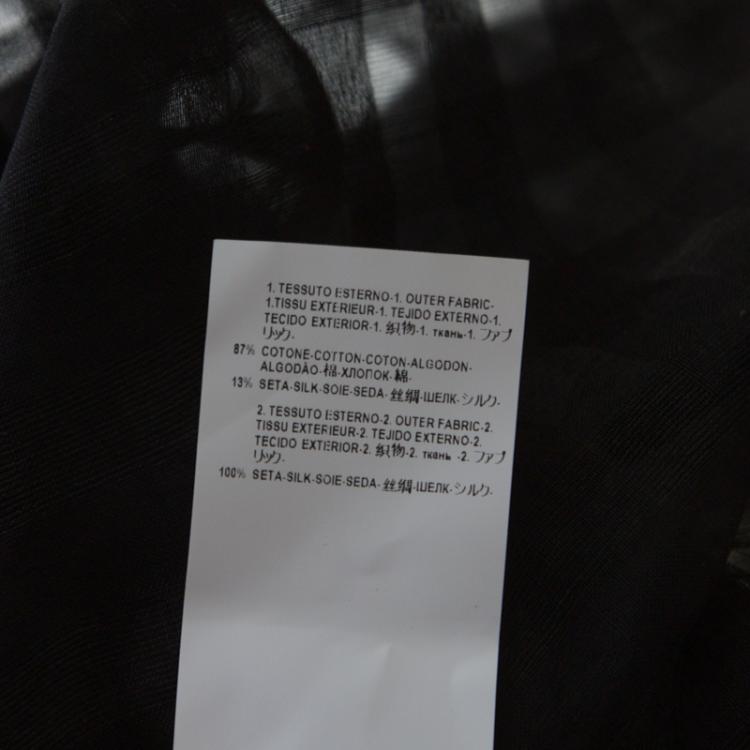 1. TESSUTO ESTERNO-1. OUTER FABRIC-
1.TISSU EXTERIEUR-1. TEJIDO EXTERNO-1.
TECIDO EXTERIOR-1. 织物-1. ткань-1. ファブ
リック-
87% COTONE-COTTON-COTON-ALGODON-
ALGODÃO-棉-ХЛОПОК-綿-
13% SETA-SILK-SOIE-SEDA-丝绸-ШЕЛК-シルク-
2. TESSUTO ESTERNO-2. OUTER FABRIC-2.
TISSU EXTERIEUR-2. TEJIDO EXTERNO-2.
TECIDO EXTERIOR-2. 织物-2. ткань -2. ファブ
リック-
100% SETA-SILK-SOIE-SEDA-丝绸-ШЕЛК-シルク-